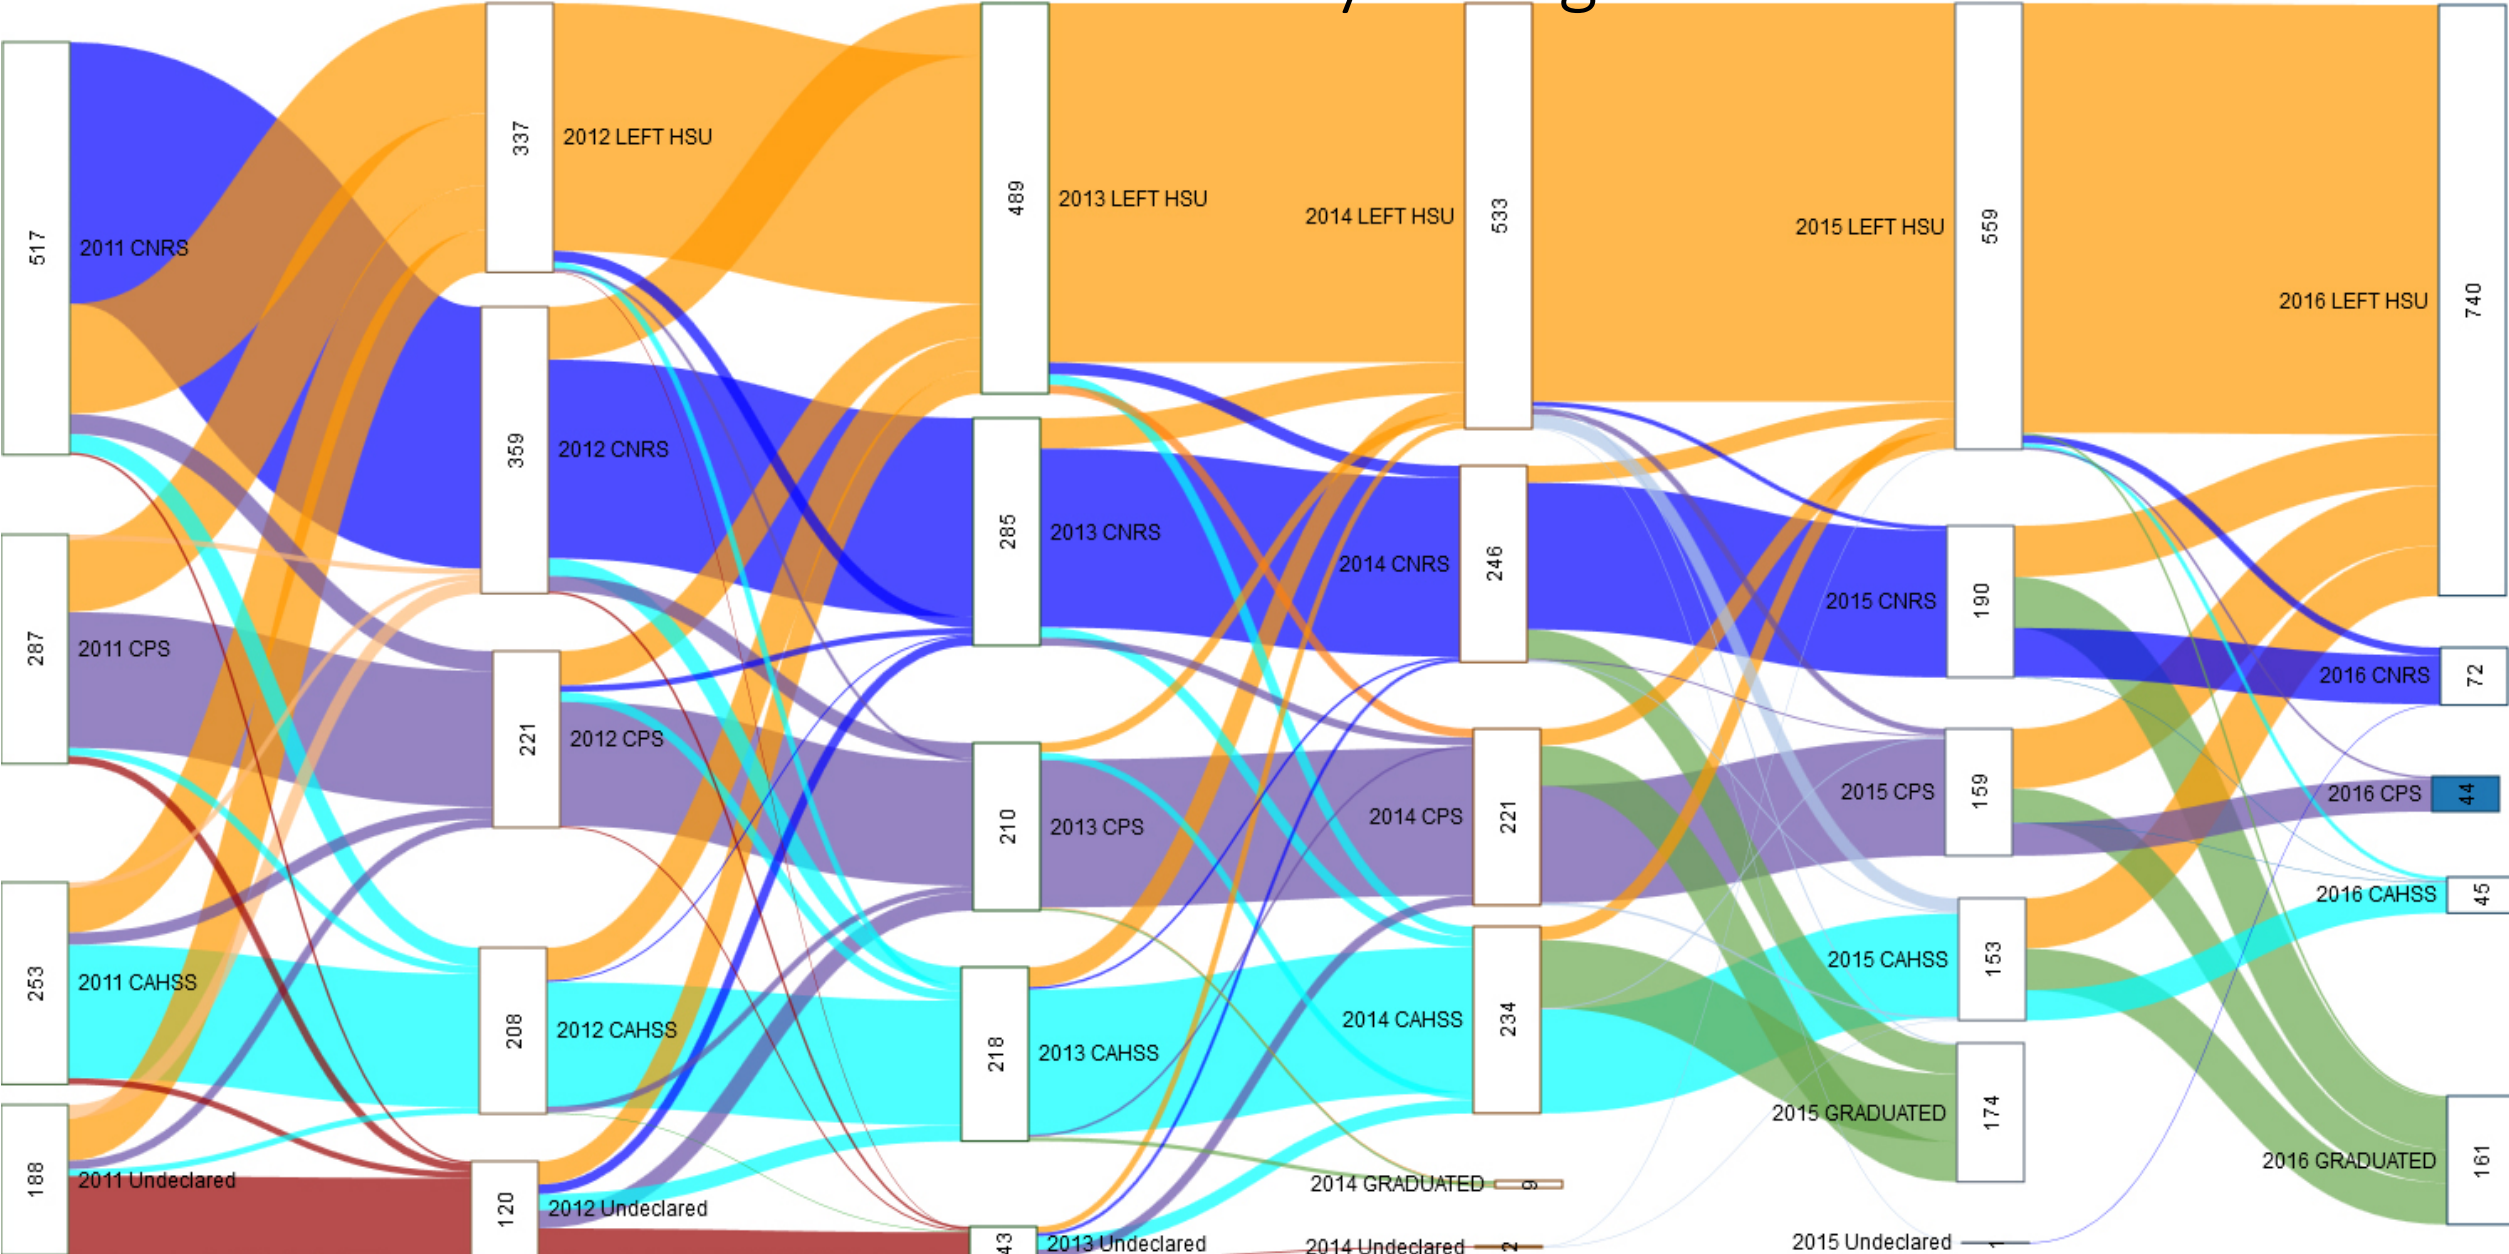 517
2011 CNRS
287
2011 CPS
253
2011 CAHSS
188
2011 Undeclared
337
2012 LEFT HSU
359
2012 CNRS
221
2012 CPS
208
2012 CAHSS
120
2012 Undeclared
489
2013 LEFT HSU
285
2013 CNRS
210
2013 CPS
218
2013 CAHSS
43
2013 Undeclared
2014 LEFT HSU
533
2014 CNRS
246
2014 CPS
221
2014 CAHSS
234
2014 GRADUATED
9
2014 Undeclared
2
2015 LEFT HSU
559
2015 CNRS
190
2015 CPS
159
2015 CAHSS
153
2015 GRADUATED
174
2015 Undeclared
1
2016 LEFT HSU
740
2016 CNRS
72
2016 CPS
44
2016 CAHSS
45
2016 GRADUATED
161